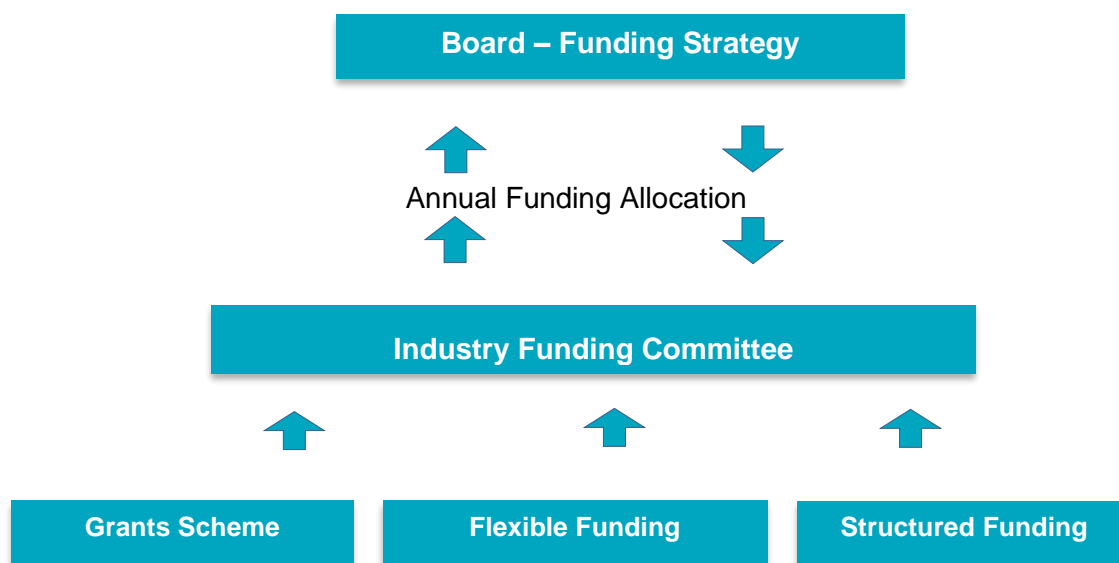 Board – Funding Strategy
Annual Funding Allocation
Industry Funding Committee
Grants Scheme
Flexible Funding
Structured Funding